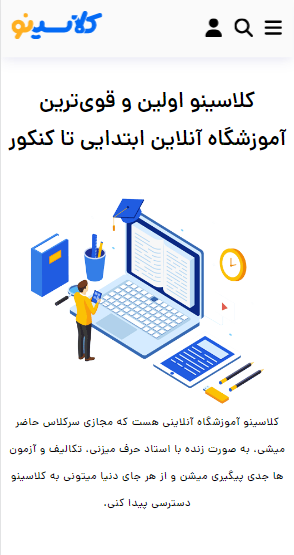 کلاسینو
کلاسینو اولین و قوی‌ترین
آموزشگاه آنلاین ابتدایی تا کنکور
کلاسینو آموزشگاه آنلاینی هست که مجازی سرکلاس حاضر
میشی. به صورت زنده با استاد حرف میزنی. تکالیف و آزمون
ها جدی پیگیری میشن و از هر جای دنیا میتونی به کلاسینو
دسترسی پیدا کنی.